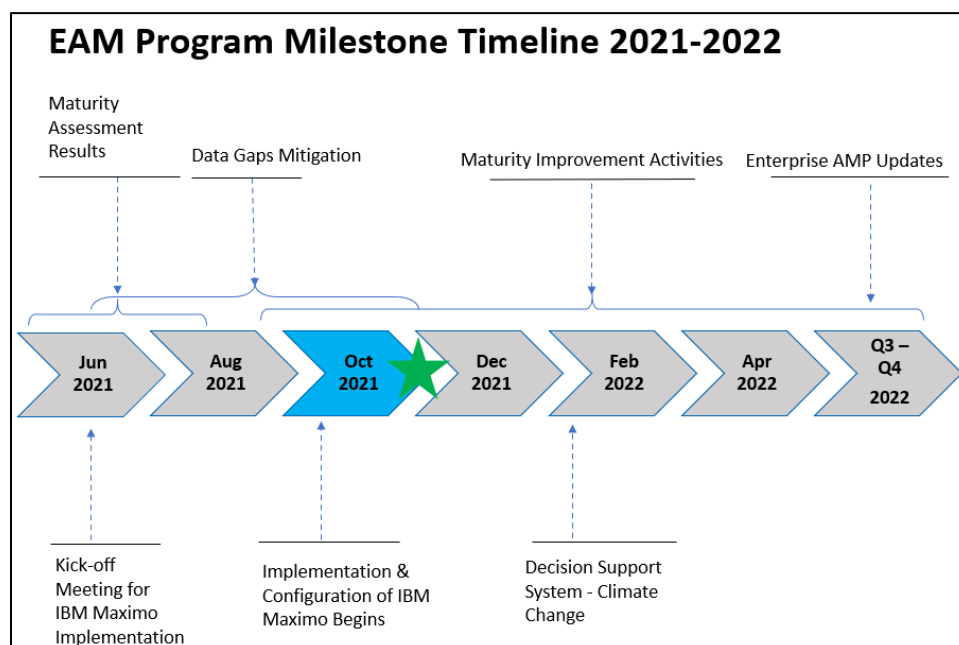 EAM Program Milestone Timeline 2021-2022
Maturity
Assessment
Results
Data Gaps Mitigation
Maturity Improvement Activities
Enterprise AMP Updates
Jun
2021
Aug
2021
Oct
2021
Dec
2021
Feb
2022
Apr
2022
Q3 –
Q4
2022
Kick-off
Meeting for
IBM Maximo
Implementation
Implementation &
Configuration of IBM
Maximo Begins
Decision Support
System - Climate
Change